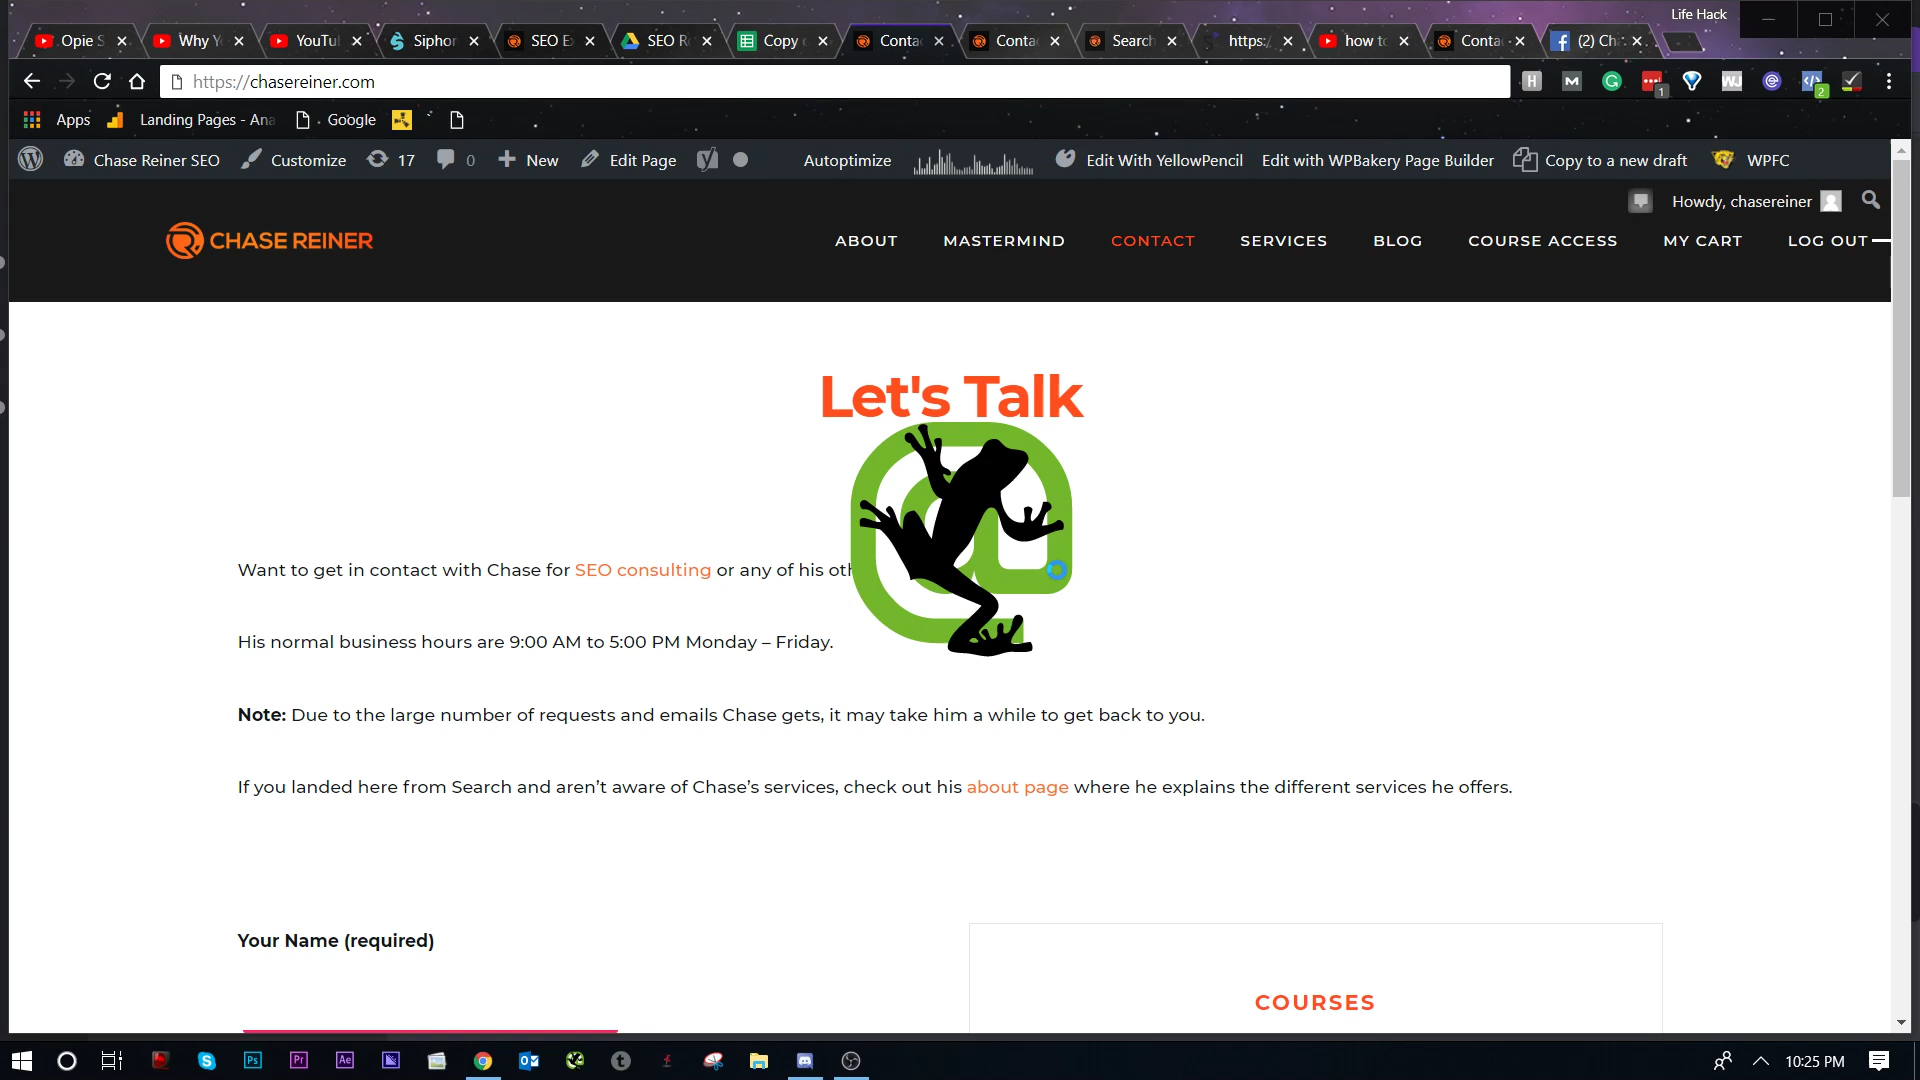 Life Hack
Opie S
Why Y
YouTu
Siphor
SEO E
SEO R
Copy
Conta
Conta
Search
https:/
how to
Conta
(2) Ch
https://chasereiner.com
1
2
Apps
Landing Pages - Ana
Google
Chase Reiner SEO
Customize
17
0
New
Edit Page
Autoptimize
Edit With YellowPencil
Edit with WPBakery Page Builder
Copy to a new draft
WPFC
Howdy, chasereiner
CHASE REINER
ABOUT
MASTERMIND
CONTACT
SERVICES
BLOG
COURSE ACCESS
MY CART
LOG OUT
Let's Talk
Want to get in contact with Chase for SEO consulting or any of his oth
His normal business hours are 9:00 AM to 5:00 PM Monday – Friday.
Note: Due to the large number of requests and emails Chase gets, it may take him a while to get back to you.
If you landed here from Search and aren’t aware of Chase’s services, check out his about page where he explains the different services he offers.
Your Name (required)
COURSES
Ps
Pr
Ae
10:25 PM